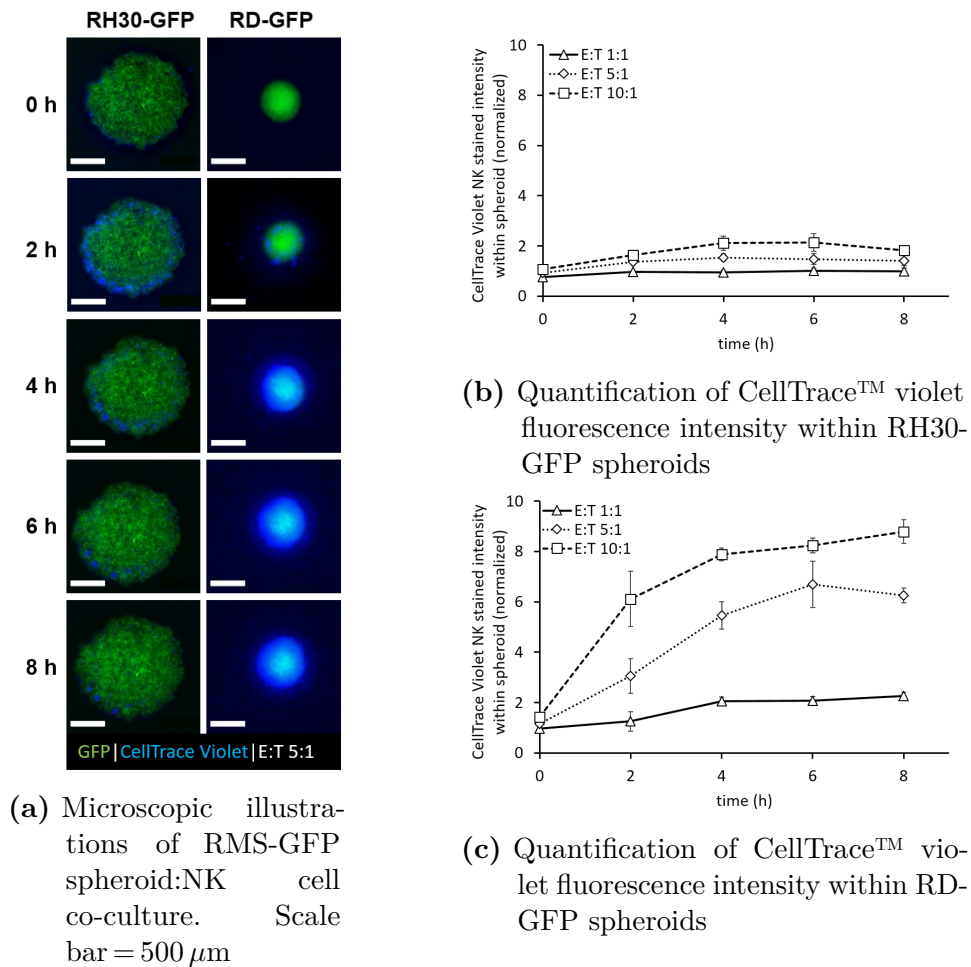 RH30-GFP RD-GFP
0 h
2 h
4 h
6 h
8 h
GFP|CellTrace Violet|E:T 5:1
(a) Microscopic illustra-
tions of RMS-GFP
spheroid:NK cell
co-culture. Scale
bar = 500 μm
CellTrace Violet NK stained intensity
within spheroid (normalized)
10
8
6
4
2
0
E:T 1:1
E:T 5:1
E:T 10:1
0 2 4 6 8
time (h)
(b) Quantification of CellTrace™ violet
fluorescence intensity within RH30-
GFP spheroids
CellTrace Violet NK stained intensity
within spheroid (normalized)
10
8
6
4
2
0
E:T 1:1
E:T 5:1
E:T 10:1
0 2 4 6 8
time (h)
(c) Quantification of CellTrace™ vio-
let fluorescence intensity within RD-
GFP spheroids